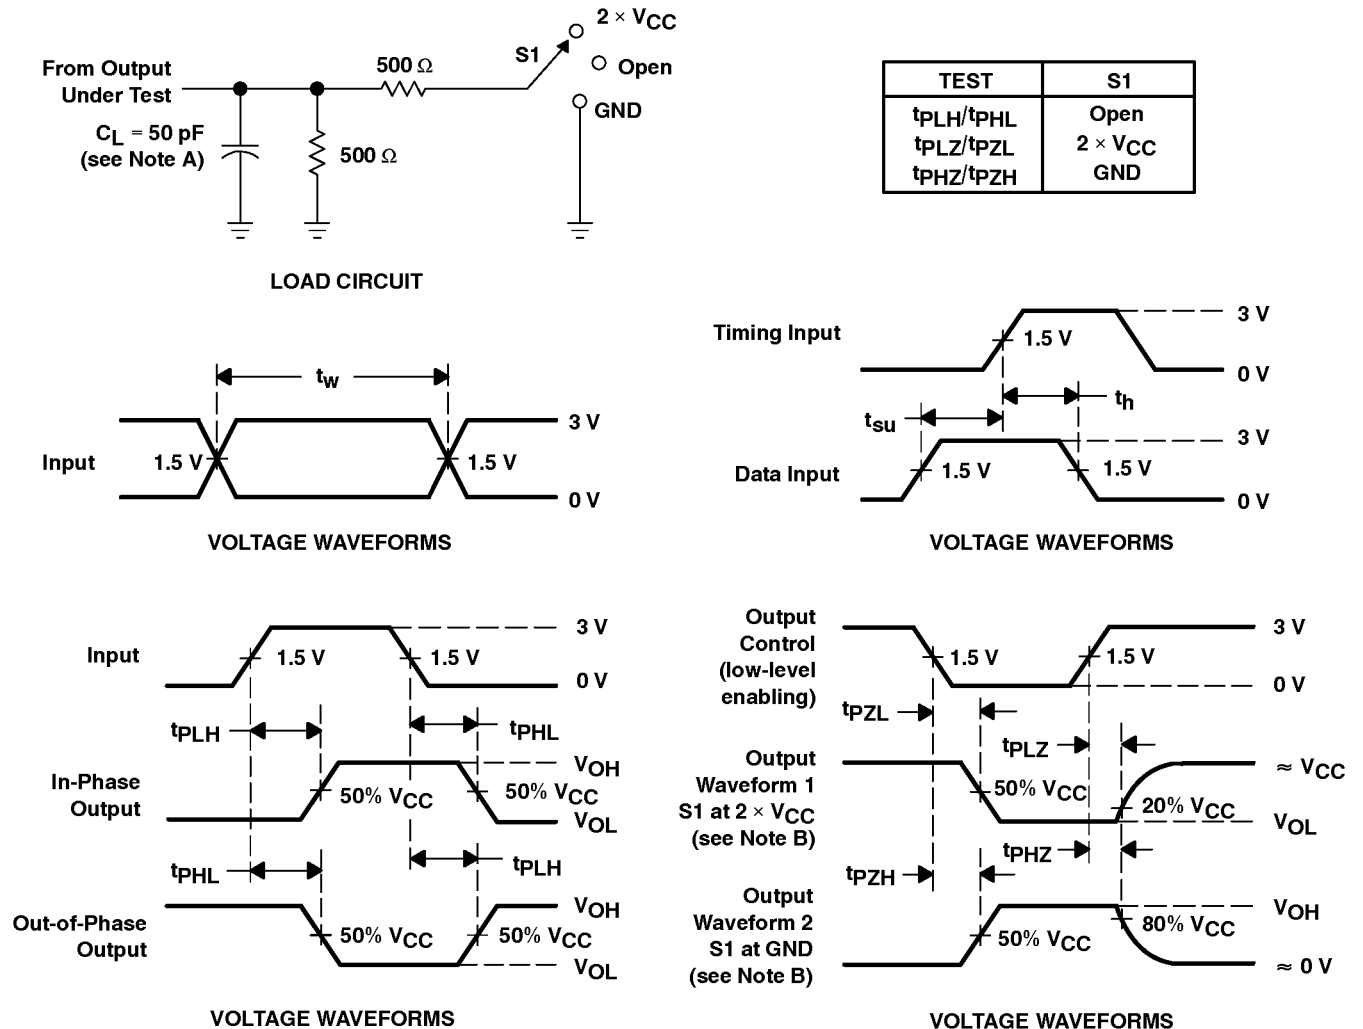 2 × VCC
S1
Open
GND
From Output
Under Test
500 Ω
CL = 50 pF
(see Note A)
500 Ω
LOAD CIRCUIT
TEST S1
tPLH/tPHL Open
tPLZ/tPZL 2 × VCC
tPHZ/tPZH GND
tw
3 V
Input
1.5 V
1.5 V
0 V
VOLTAGE WAVEFORMS
3 V
Timing Input
1.5 V
0 V
th
tsu
3 V
Data Input
1.5 V
1.5 V
0 V
VOLTAGE WAVEFORMS
3 V
Input
1.5 V
1.5 V
0 V
tPLH
tPHL
VOH
In-Phase
Output
50% VCC
50% VCC
VOL
tPHL
tPLH
VOH
Out-of-Phase
Output
50% VCC
50% VCC
VOL
VOLTAGE WAVEFORMS
Output
Control
(low-level
enabling)
3 V
1.5 V
1.5 V
0 V
tPZL
tPLZ
Output
Waveform 1
S1 at 2 × VCC
(see Note B)
≈ VCC
50% VCC
20% VCC
VOL
tPHZ
tPZH
Output
Waveform 2
S1 at GND
(see Note B)
VOH
80% VCC
50% VCC
≈ 0 V
VOLTAGE WAVEFORMS